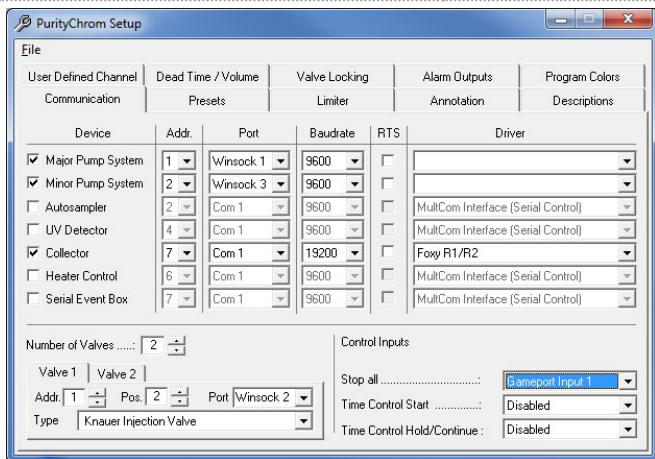 PurityChrom Setup
File
User Defined Channel Dead Time / Volume Valve Locking Alarm Outputs Program Colors
Communication Presets Limiter Annotation Descriptions
Device Addr. Port Baudrate RTS Driver
Major Pump System 1 Winsock 1 9600
Minor Pump System 2 Winsock 3 9600
Autosampler 2 Com 1 9600 MultCom Interface (Serial Control)
UV Detector 4 Com 1 9600 MultCom Interface (Serial Control)
Collector 7 Com 1 19200 Foxy R1/R2
Heater Control 6 Com 1 9600 MultCom Interface (Serial Control)
Serial Event Box 7 Com 1 9600 MultCom Interface (Serial Control)
Number of Valves .....: 2
Valve 1 Valve 2
Addr. 1 Pos. 2 Port Winsock 2
Type Knauer Injection Valve
Control Inputs
Stop all ............................: Gameport Input 1
Time Control Start .............: Disabled
Time Control Hold/Continue : Disabled